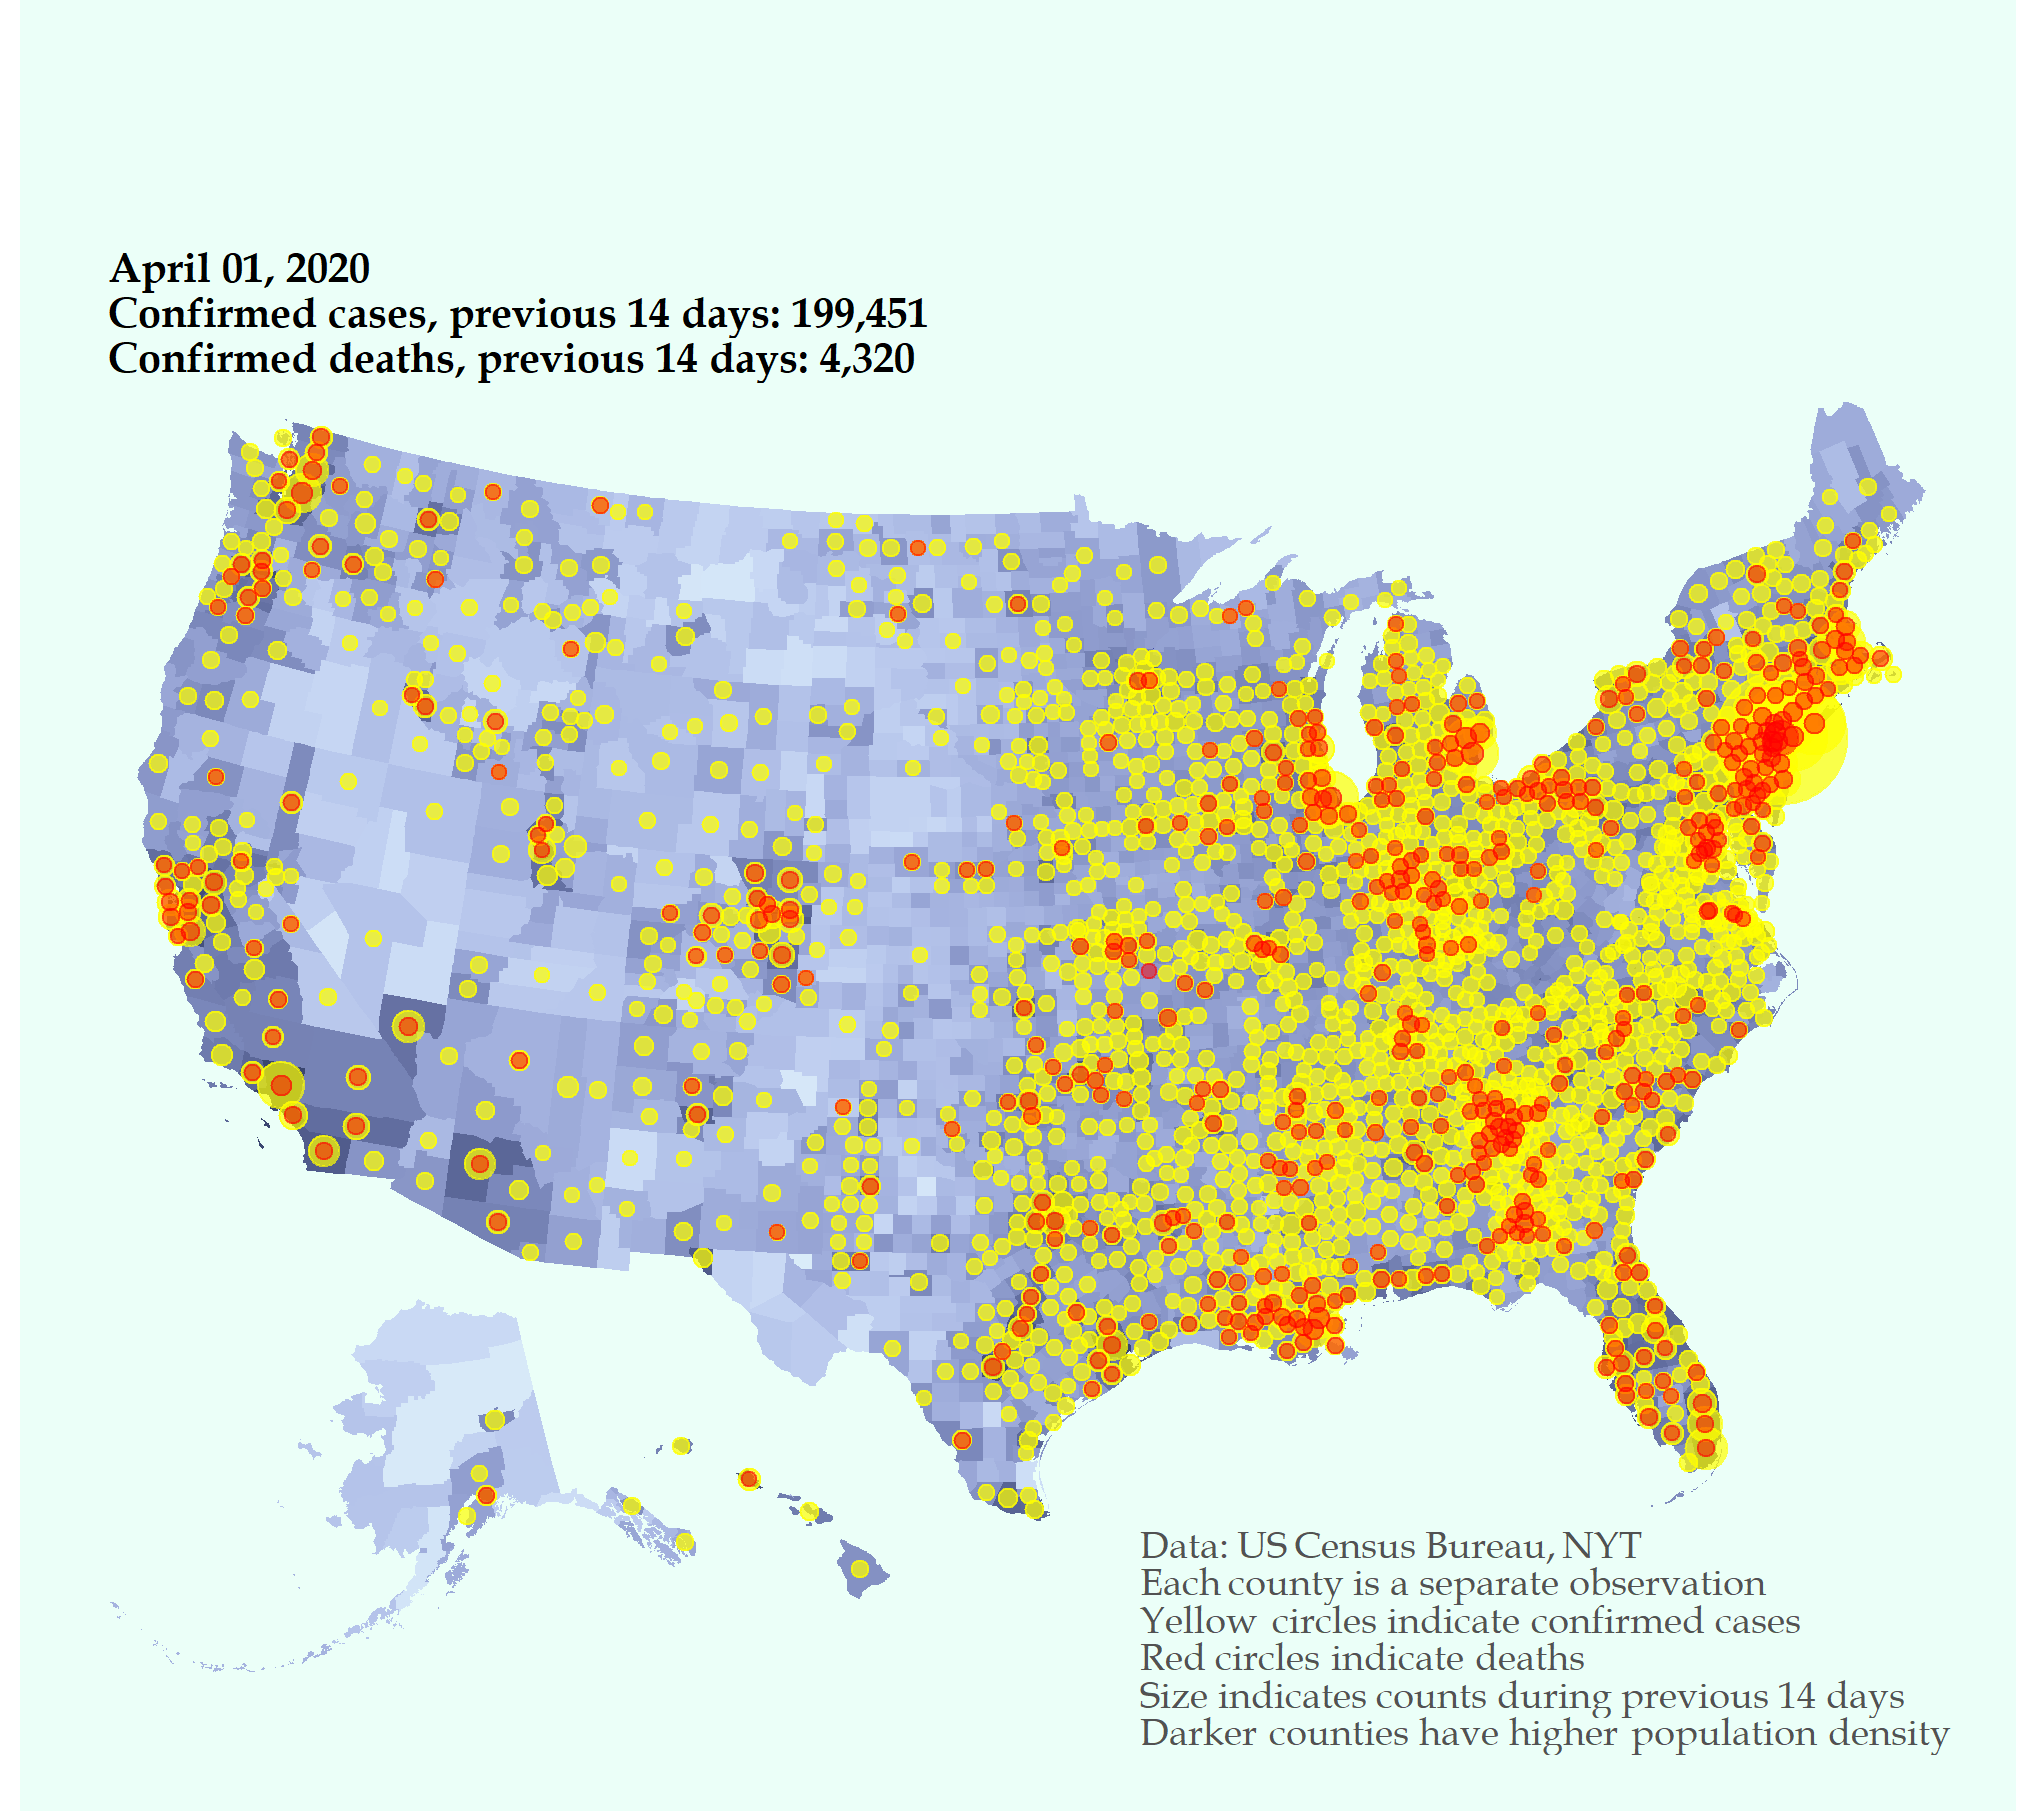 April 01, 2020
Confirmed cases, previous 14 days: 199,451
Confirmed deaths, previous 14 days: 4,320
Data: US Census Bureau, NYT
Each county is a separate observation
Yellow circles indicate confirmed cases
Red circles indicate deaths
Size indicates counts during previous 14 days
Darker counties have higher population density